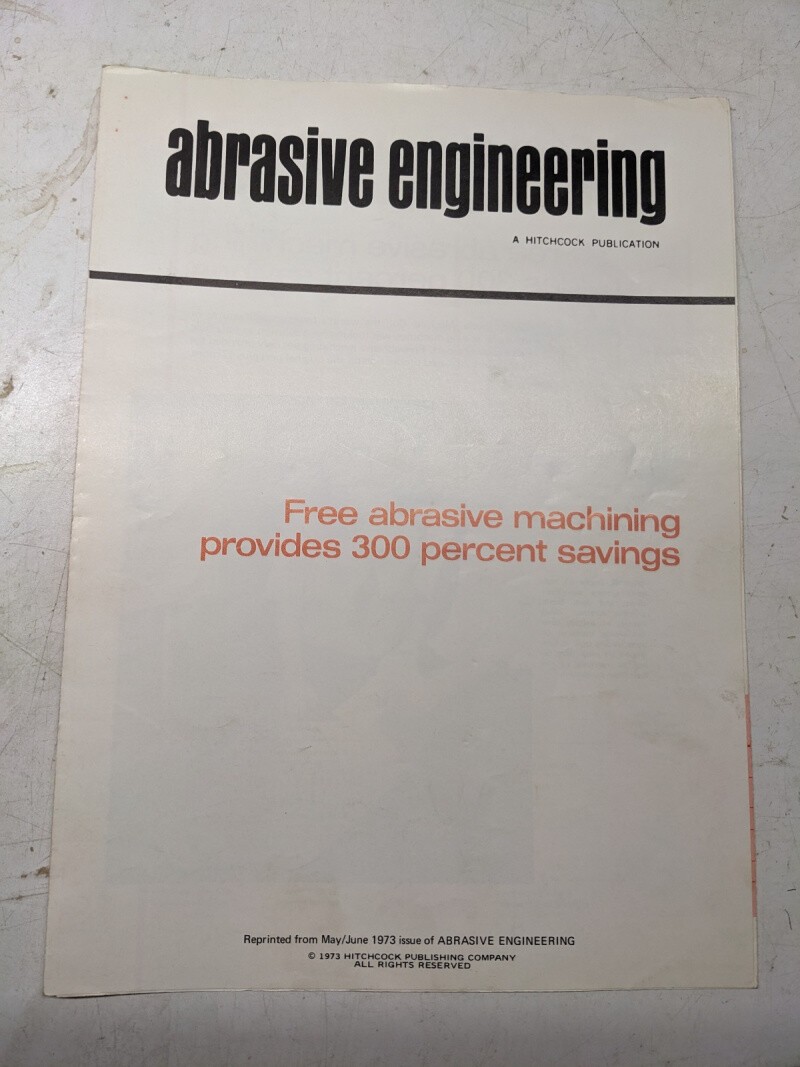 abrasive engineering
A HITCHCOCK PUBLICATION
Free abrasive machining
provides 300 percent savings
Reprinted from May/June 1973 issue of ABRASIVE ENGINEERING
© 1973 HITCHCOCK PUBLISHING COMPANY
ALL RIGHTS RESERVED